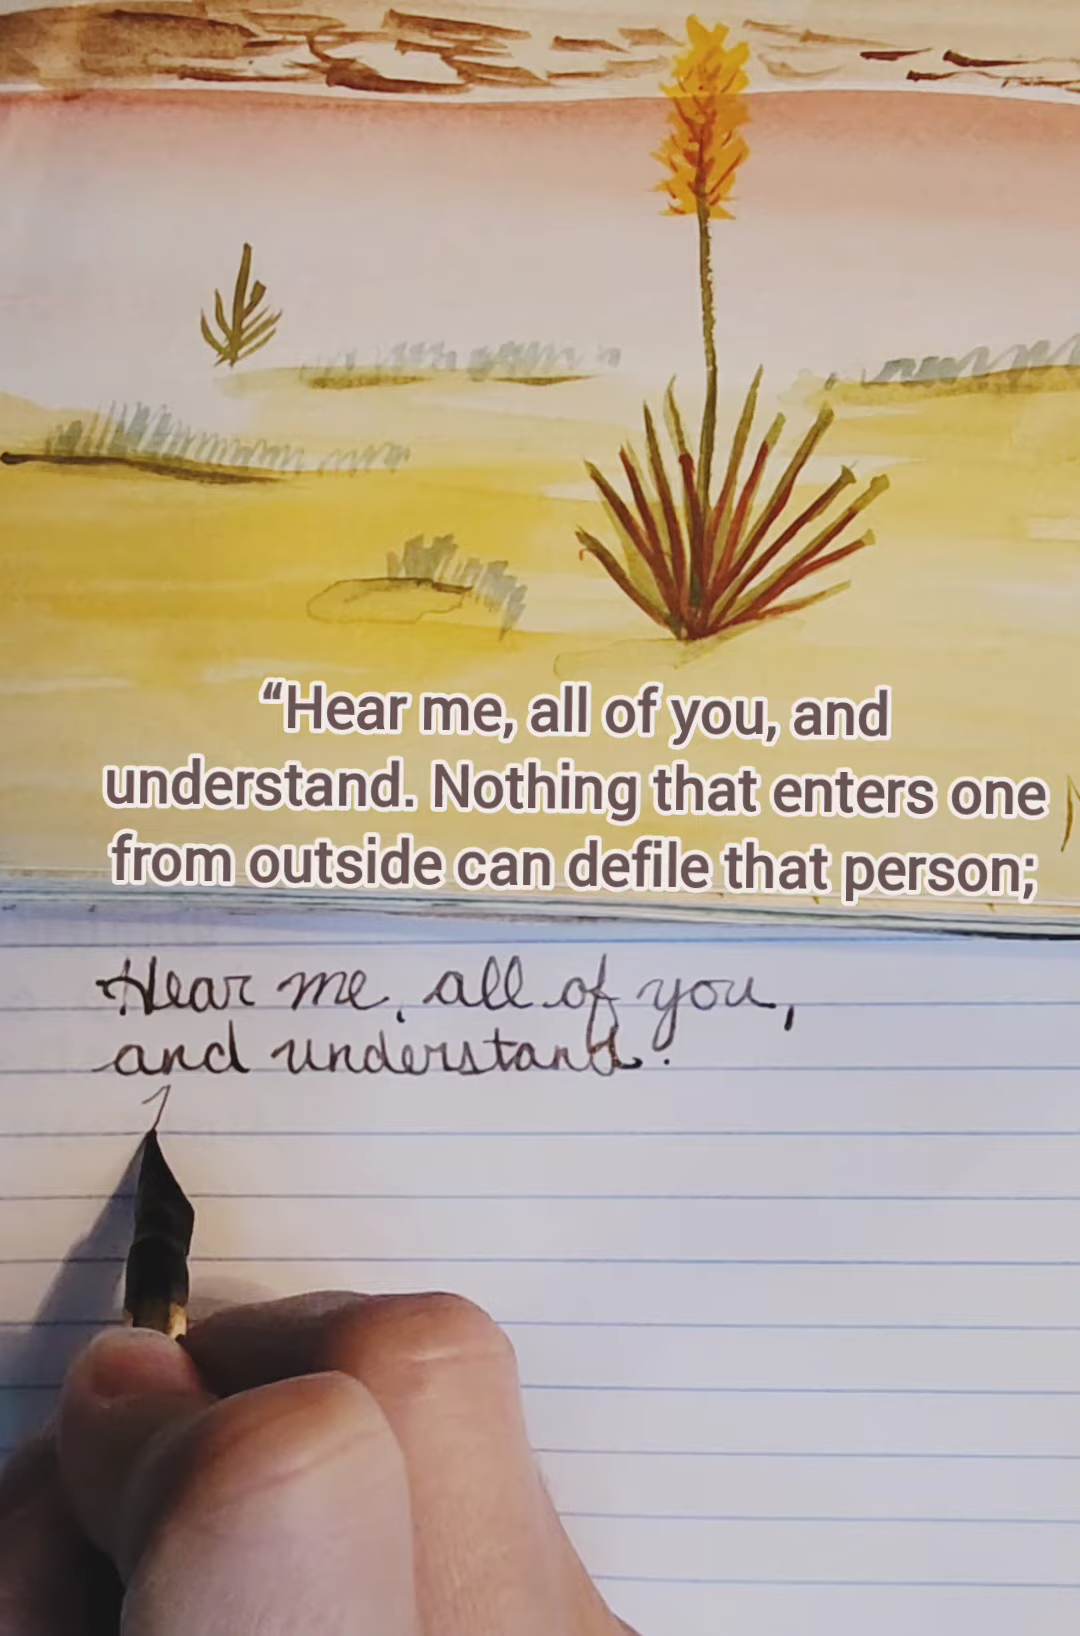 “Hear me, all of you, and
understand. Nothing that enters one
from outside can defile that person;
Hear me, all of you,
and understand.